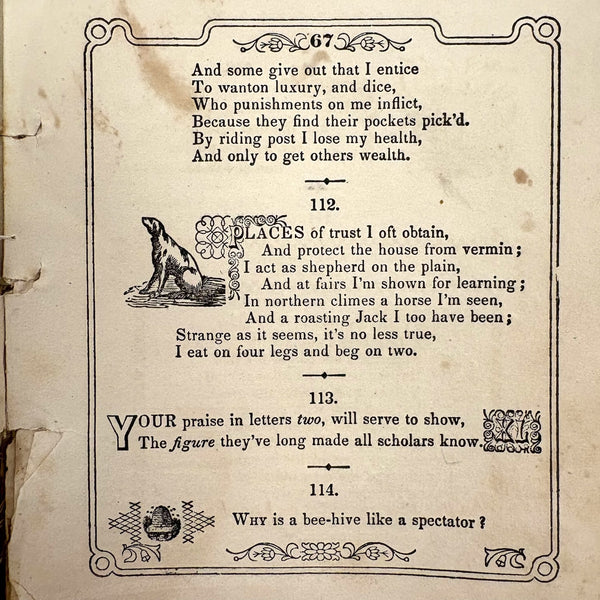 67
And some give out that I entice
To wanton luxury, and dice,
Who punishments on me inflict,
Because they find their pockets pick'd.
By riding post I lose my health,
And only to get others wealth.
112.
PLACES of trust I oft obtain,
And protect the house from vermin;
I act as shepherd on the plain,
And at fairs I'm shown for learning;
In northern climes a horse I'm seen,
And a roasting Jack I too have been;
Strange as it seems, it's no less true,
I eat on four legs and beg on two.
113.
YOUR praise in letters two, will serve to show,
The figure they've long made all scholars know. XL
114.
WHY is a bee-hive like a spectator?